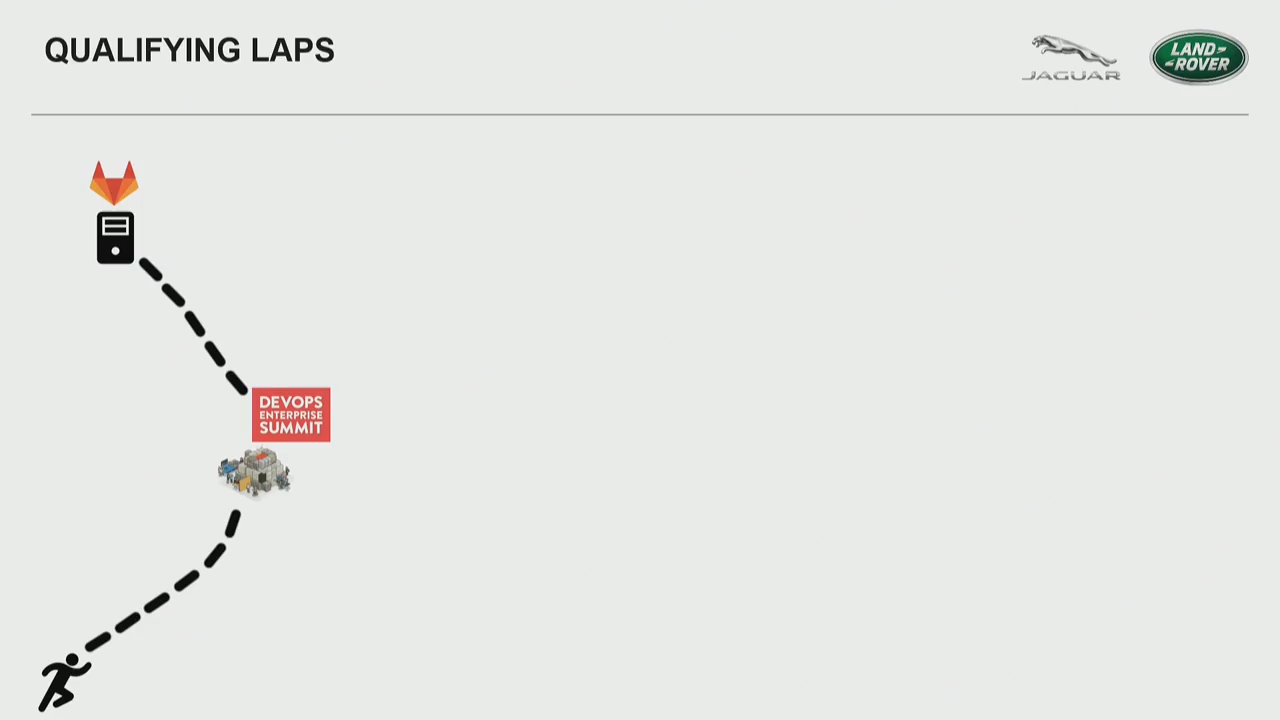 QUALIFYING LAPS
JAGUAR
LAND-
-ROVER
DEVOPS
ENTERPRISE
SUMMIT